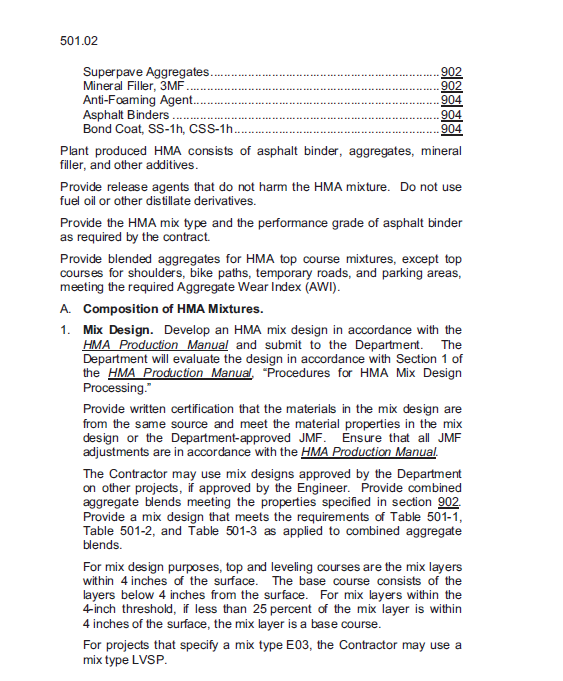 501.02
Superpave Aggregates.......................................................... 902
Mineral Filler, 3MF............................................................... 902
Anti-Foaming Agent.............................................................. 904
Asphalt Binders .................................................................... 904
Bond Coat, SS-1h, CSS-1h................................................... 904
Plant produced HMA consists of asphalt binder, aggregates, mineral
filler, and other additives.
Provide release agents that do not harm the HMA mixture. Do not use
fuel oil or other distillate derivatives.
Provide the HMA mix type and the performance grade of asphalt binder
as required by the contract.
Provide blended aggregates for HMA top course mixtures, except top
courses for shoulders, bike paths, temporary roads, and parking areas,
meeting the required Aggregate Wear Index (AWI).
A. Composition of HMA Mixtures.
1. Mix Design. Develop an HMA mix design in accordance with the
HMA Production Manual and submit to the Department. The
Department will evaluate the design in accordance with Section 1 of
the HMA Production Manual, “Procedures for HMA Mix Design
Processing.”
Provide written certification that the materials in the mix design are
from the same source and meet the material properties in the mix
design or the Department-approved JMF. Ensure that all JMF
adjustments are in accordance with the HMA Production Manual.
The Contractor may use mix designs approved by the Department
on other projects, if approved by the Engineer. Provide combined
aggregate blends meeting the properties specified in section 902.
Provide a mix design that meets the requirements of Table 501-1,
Table 501-2, and Table 501-3 as applied to combined aggregate
blends.
For mix design purposes, top and leveling courses are the mix layers
within 4 inches of the surface. The base course consists of the
layers below 4 inches from the surface. For mix layers within the
4-inch threshold, if less than 25 percent of the mix layer is within
4 inches of the surface, the mix layer is a base course.
For projects that specify a mix type E03, the Contractor may use a
mix type LVSP.